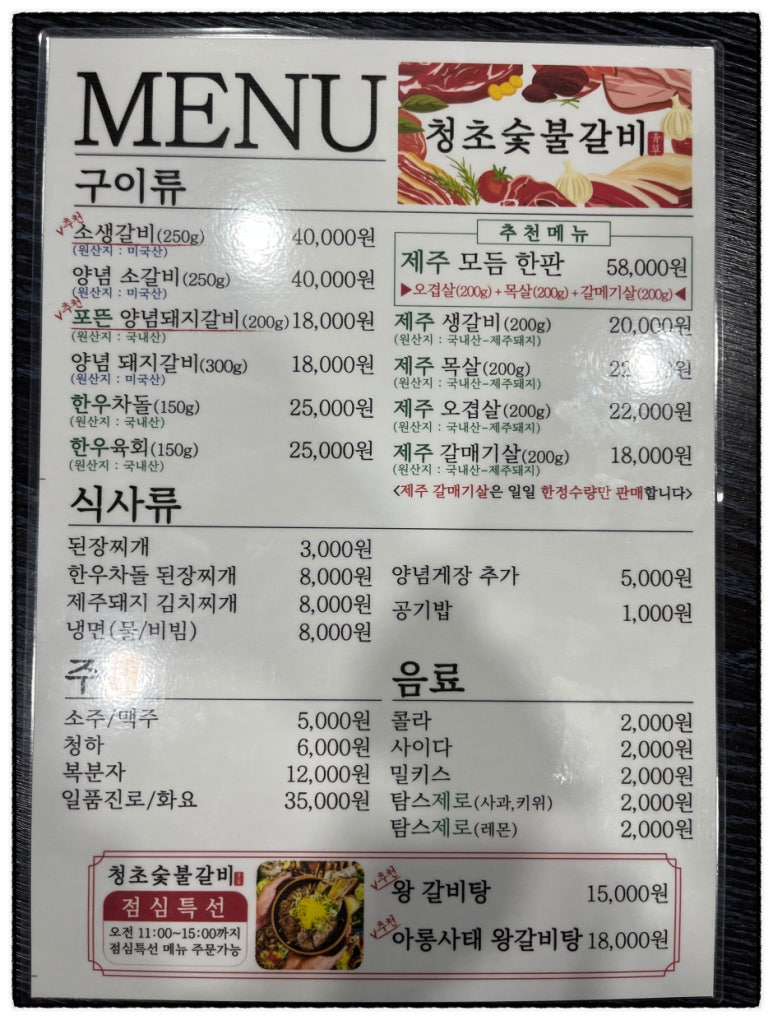 MENU
청초숯불갈비
靑草
구이류
추천
소생갈비(250g) 40,000원
(원산지 : 미국산)
양념 소갈비(250g) 40,000원
(원산지 : 미국산)
추천
포뜬 양념돼지갈비(200g) 18,000원
(원산지 : 국내산)
양념 돼지갈비(300g) 18,000원
(원산지 : 미국산)
한우차돌(150g) 25,000원
(원산지 : 국내산)
한우육회(150g) 25,000원
(원산지 : 국내산)
추천메뉴
제주 모듬 한판 58,000원
▶오겹살(200g)+목살(200g)+갈매기살(200g)◀
제주 생갈비(200g) 20,000원
(원산지 : 국내산-제주돼지)
제주 목살(200g)
(원산지 : 국내산-제주돼지)
제주 오겹살(200g) 22,000원
(원산지 : 국내산-제주돼지)
제주 갈매기살(200g) 18,000원
(원산지 : 국내산-제주돼지)
<제주 갈매기살은 일일 한정수량만 판매합니다>
식사류
된장찌개 3,000원
한우차돌 된장찌개 8,000원
제주돼지 김치찌개 8,000원
냉면(물/비빔) 8,000원
양념게장 추가 5,000원
공기밥 1,000원
주
소주/맥주 5,000원
청하 6,000원
복분자 12,000원
일품진로/화요 35,000원
음료
콜라 2,000원
사이다 2,000원
밀키스 2,000원
탐스제로(사과,키위) 2,000원
탐스제로(레몬) 2,000원
청초숯불갈비
점심특선
오전 11:00~15:00까지
점심특선 메뉴 주문가능
추천
왕 갈비탕 15,000원
추천
아롱사태 왕갈비탕 18,000원